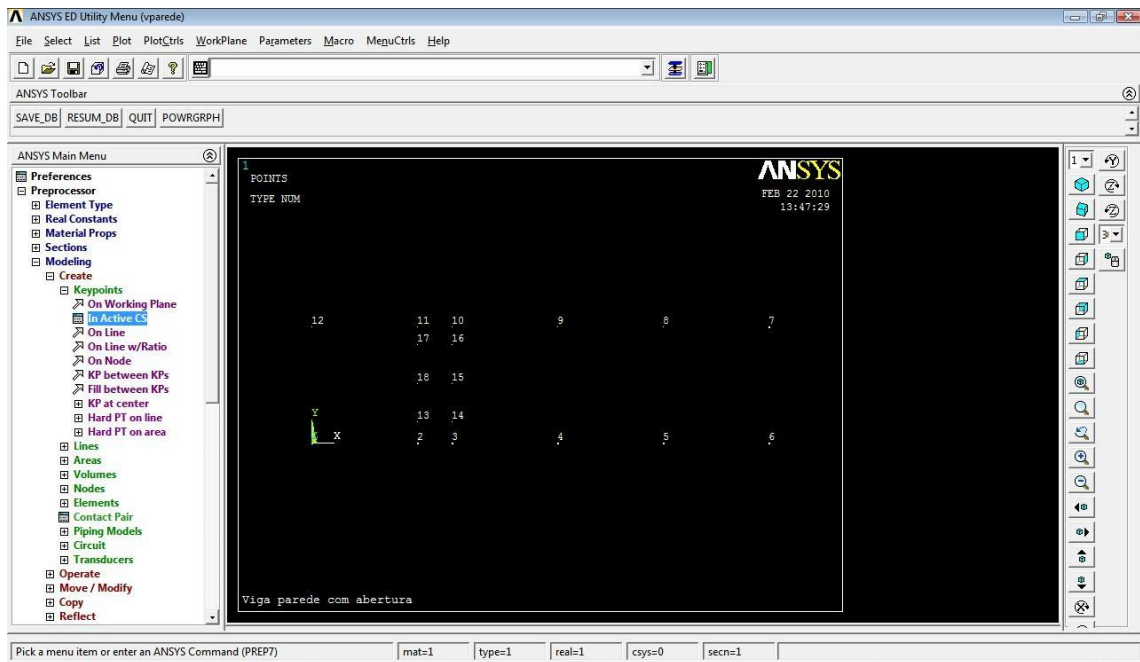 ANSYS ED Utility Menu (vparede)
File Select List Plot PlotCtrls WorkPlane Parameters Macro MenuCtrls Help
ANSYS Toolbar
SAVE_DB RESUM_DB QUIT POWRGRPH
ANSYS Main Menu
Preferences
Preprocessor
Element Type
Real Constants
Material Props
Sections
Modeling
Create
Keypoints
On Working Plane
In Active CS
On Line
On Line w/Ratio
On Node
KP between KPs
Fill between KPs
KP at center
Hard PT on line
Hard PT on area
Lines
Areas
Volumes
Nodes
Elements
Contact Pair
Piping Models
Circuit
Transducers
Operate
Move / Modify
Copy
Reflect
1
POINTS
TYPE NUM
ANSYS
FEB 22 2010
13:47:29
12 11 10 9 8 7
17 16
18 15
13 14
Y
X 2 3 4 5 6
Viga parede com abertura
1
Pick a menu item or enter an ANSYS Command (PREP7) mat=1 type=1 real=1 csys=0 secn=1